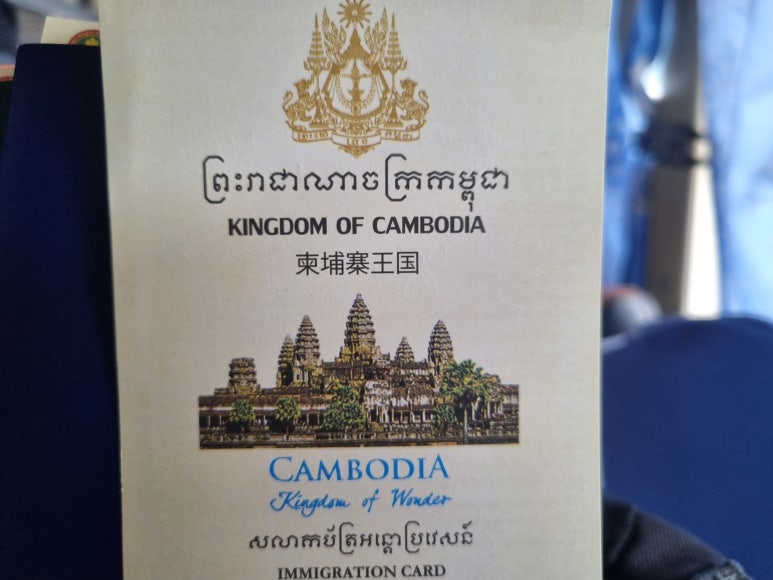 ព្រះរាជាណាចក្រកម្ពុជា
KINGDOM OF CAMBODIA
柬埔寨王国
CAMBODIA
Kingdom of Wonder
សលាកប័ត្រអន្តោប្រវេសន៍
IMMIGRATION CARD